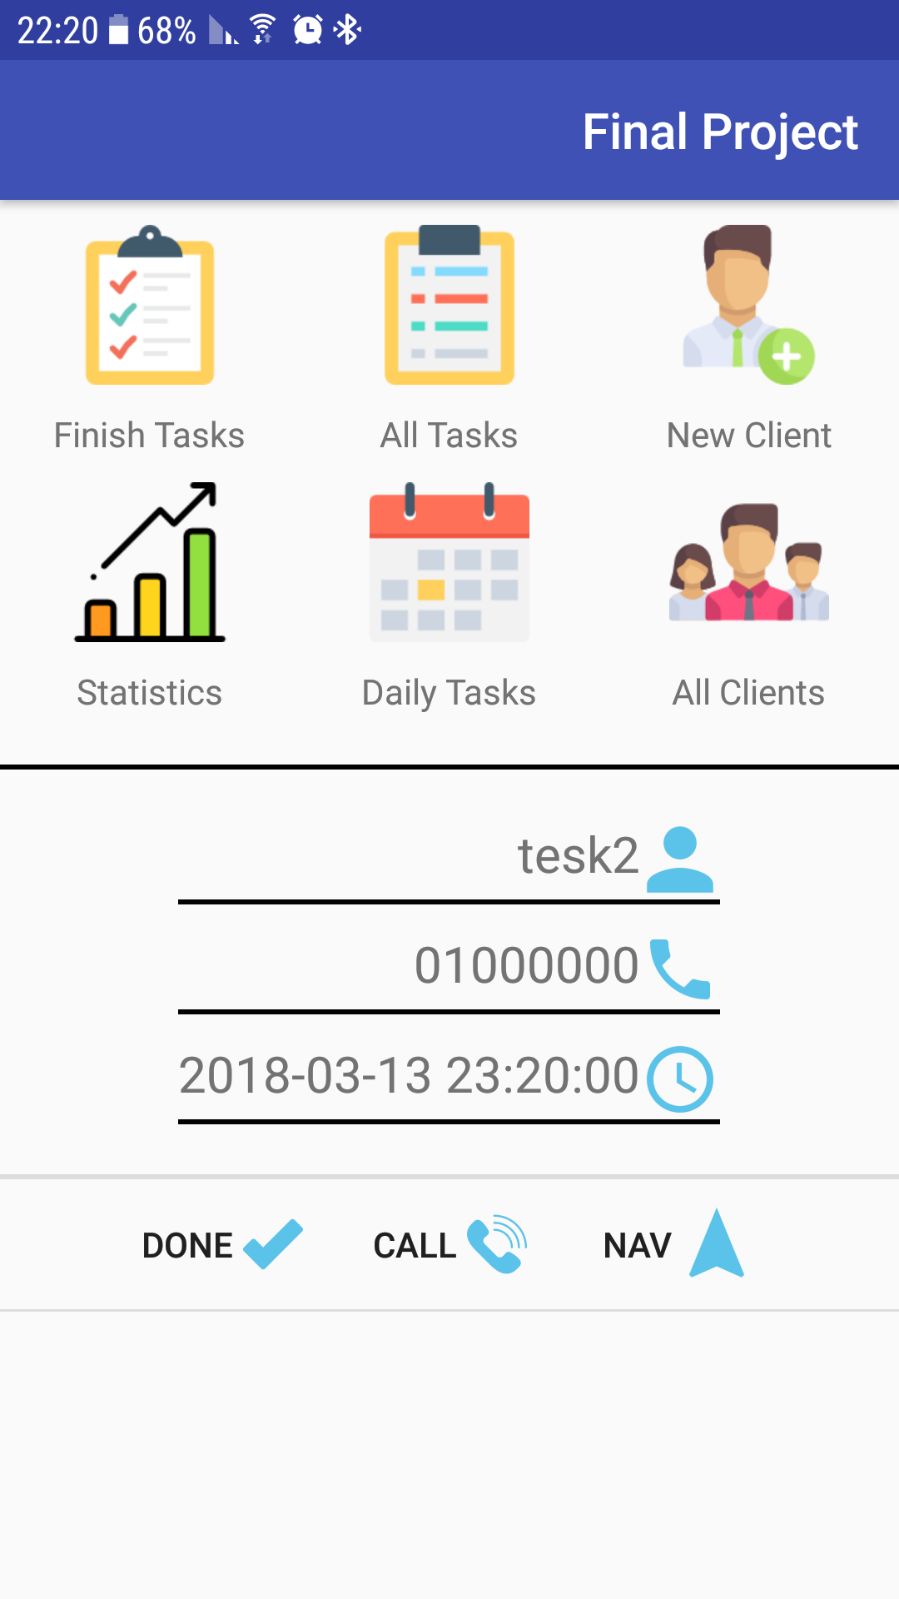 22:20 68%
Final Project
Finish Tasks All Tasks New Client
Statistics Daily Tasks All Clients
tesk2
01000000
2018-03-13 23:20:00
DONE CALL NAV